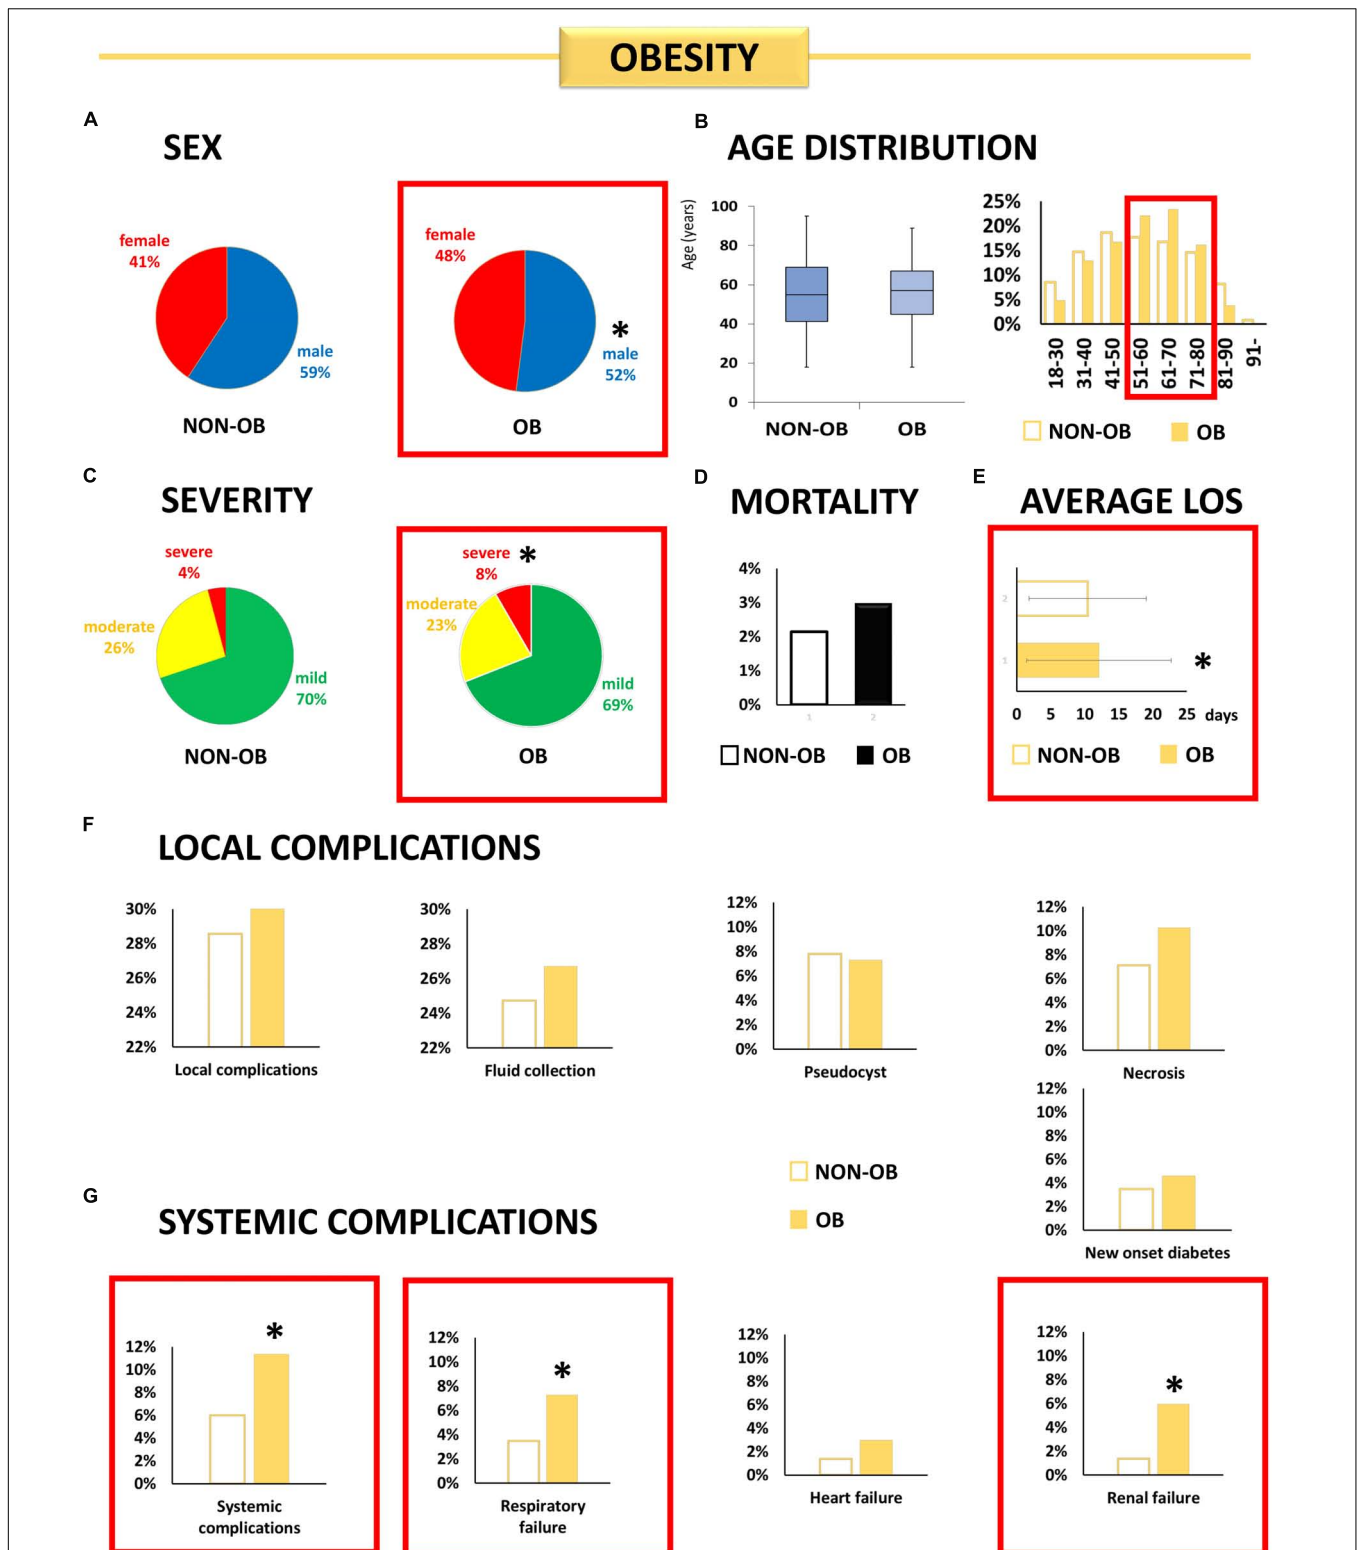 OBESITY
A
SEX
female
41%
male
59%
NON-OB
female
48%
*
male
52%
OB
B
AGE DISTRIBUTION
Age (years)
100
80
60
40
20
0
NON-OB
OB
25%
20%
15%
10%
5%
0%
18-30
31-40
41-50
51-60
61-70
71-80
81-90
91-
NON-OB
OB
C
SEVERITY
severe
4%
moderate
26%
mild
70%
NON-OB
severe *
8%
moderate
23%
mild
69%
OB
D
MORTALITY
4%
3%
2%
1%
0%
1
2
NON-OB
OB
E
AVERAGE LOS
2
1
*
0 5 10 15 20 25 days
NON-OB
OB
F
LOCAL COMPLICATIONS
30%
28%
26%
24%
22%
Local complications
30%
28%
26%
24%
22%
Fluid collection
12%
10%
8%
6%
4%
2%
0%
Pseudocyst
12%
10%
8%
6%
4%
2%
0%
Necrosis
12%
10%
8%
6%
4%
2%
0%
New onset diabetes
NON-OB
OB
G
SYSTEMIC COMPLICATIONS
*
12%
10%
8%
6%
4%
2%
0%
Systemic
complications
12%
10%
8%
6%
4%
2%
0%
*
Respiratory
failure
12%
10%
8%
6%
4%
2%
0%
Heart failure
12%
10%
8%
6%
4%
2%
0%
*
Renal failure